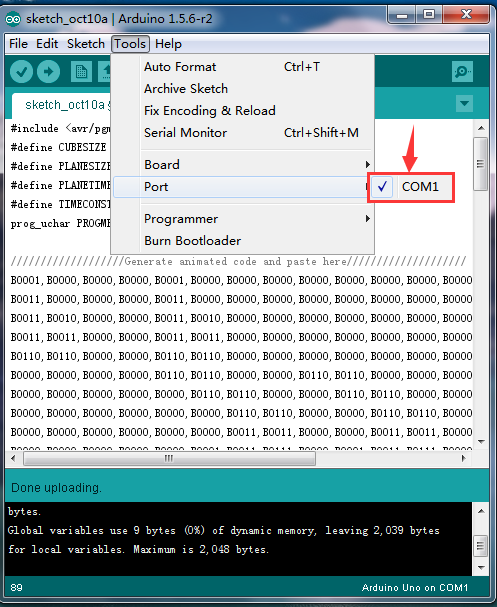 sketch_oct10a | Arduino 1.5.6-r2
File Edit Sketch Tools Help
Auto Format Ctrl+T
Archive Sketch
Fix Encoding & Reload
Serial Monitor Ctrl+Shift+M
Board
Port
COM1
Programmer
Burn Bootloader
sketch_oct10a
#include <avr/pgm
#define CUBESIZE
#define PLANESIZE
#define PLANETIME
#define TIMECONST
prog_uchar PROGME
////////////////////Generate animated code and paste here/////////////////////
B0001,B0000,B0000,B0000,B0001,B0000,B0000,B0000,B0000,B0000,B0000,B0000
B0011,B0000,B0000,B0000,B0011,B0000,B0000,B0000,B0000,B0000,B0000,B0000
B0011,B0010,B0000,B0000,B0011,B0010,B0000,B0000,B0000,B0000,B0000,B0000
B0011,B0011,B0000,B0000,B0011,B0011,B0000,B0000,B0000,B0000,B0000,B0000
B0110,B0110,B0000,B0000,B0110,B0110,B0000,B0000,B0000,B0000,B0000,B0000
B0000,B0110,B0110,B0000,B0000,B0110,B0110,B0000,B0000,B0000,B0000,B0000
B0000,B0000,B0000,B0000,B0000,B0110,B0110,B0000,B0000,B0110,B0110,B0000
B0000,B0000,B0000,B0000,B0000,B0110,B0110,B0000,B0000,B0110,B0110,B0000
B0000,B0000,B0000,B0000,B0011,B0011,B0000,B0000,B0011,B0011,B0000,B0000
Done uploading.
bytes.
Global variables use 9 bytes (0%) of dynamic memory, leaving 2,039 bytes
for local variables. Maximum is 2,048 bytes.
89 Arduino Uno on COM1